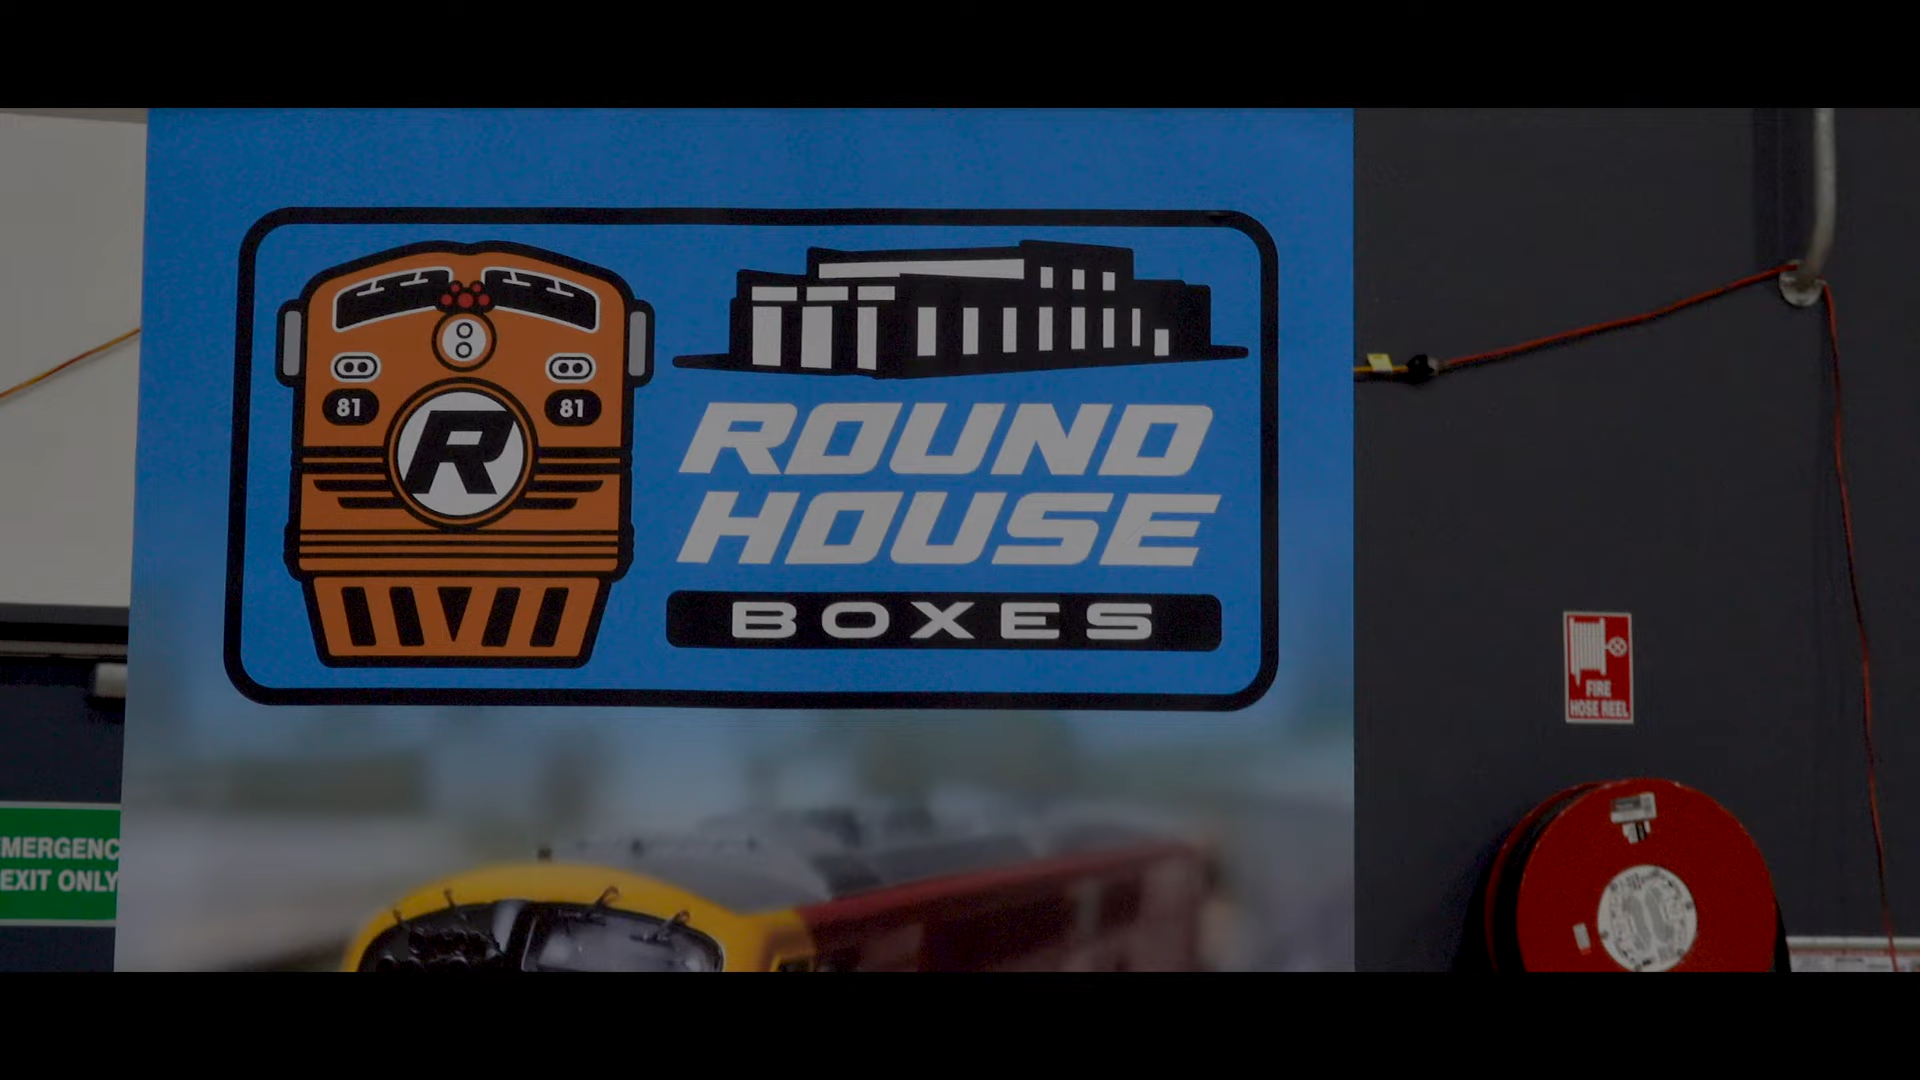 81
81
R
ROUND
HOUSE
BOXES
FIRE
HOSE REEL
MERGENC
EXIT ONLY